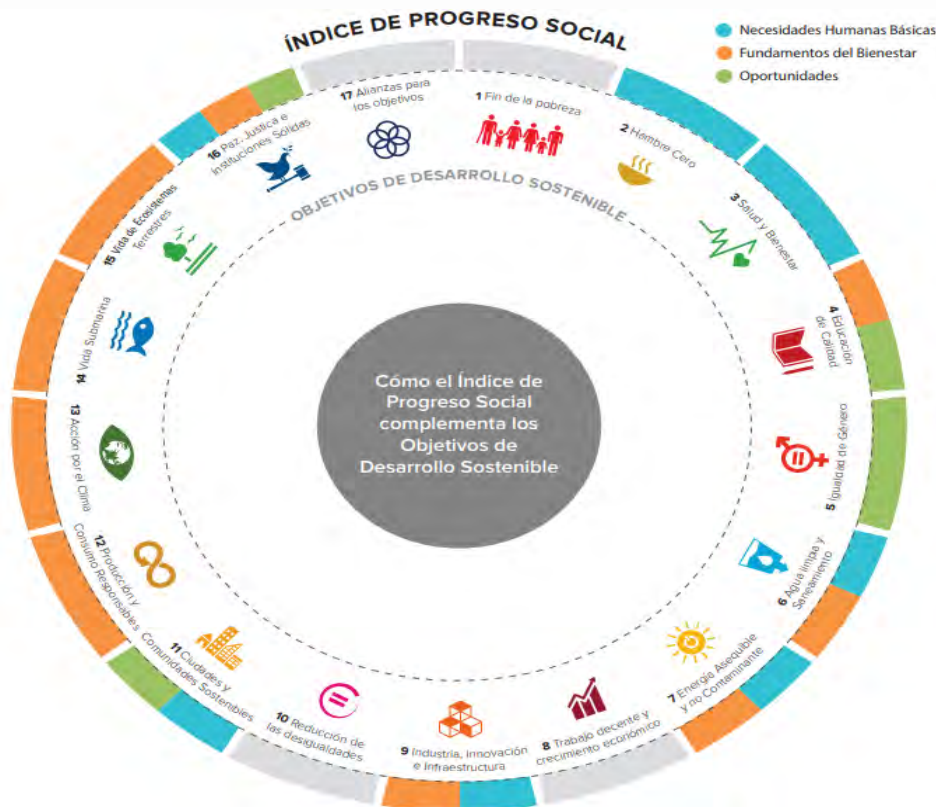 ÍNDICE DE PROGRESO SOCIAL
Necesidades Humanas Básicas
Fundamentos del Bienestar
Oportunidades
OBJETIVOS DE DESARROLLO SOSTENIBLE
1 Fin de la pobreza
2 Hambre Cero
3 Salud y Bienestar
4 Educación
de Calidad
5 Igualdad de Género
6 Agua limpia y
Saneamiento
7 Energía Asequible
y no Contaminante
8 Trabajo decente y
crecimiento económico
9 Industria, Innovación
e Infraestructura
10 Reducción de
las desigualdades
11 Ciudades y
Comunidades Sostenibles
12 Producción y
Consumo Responsables
13 Acción por el Clima
14 Vida Submarina
15 Vida de Ecosistemas
Terrestres
16 Paz, Justica e
Instituciones Sólidas
17 Alianzas para
los objetivos
Cómo el Índice de
Progreso Social
complementa los
Objetivos de
Desarrollo Sostenible